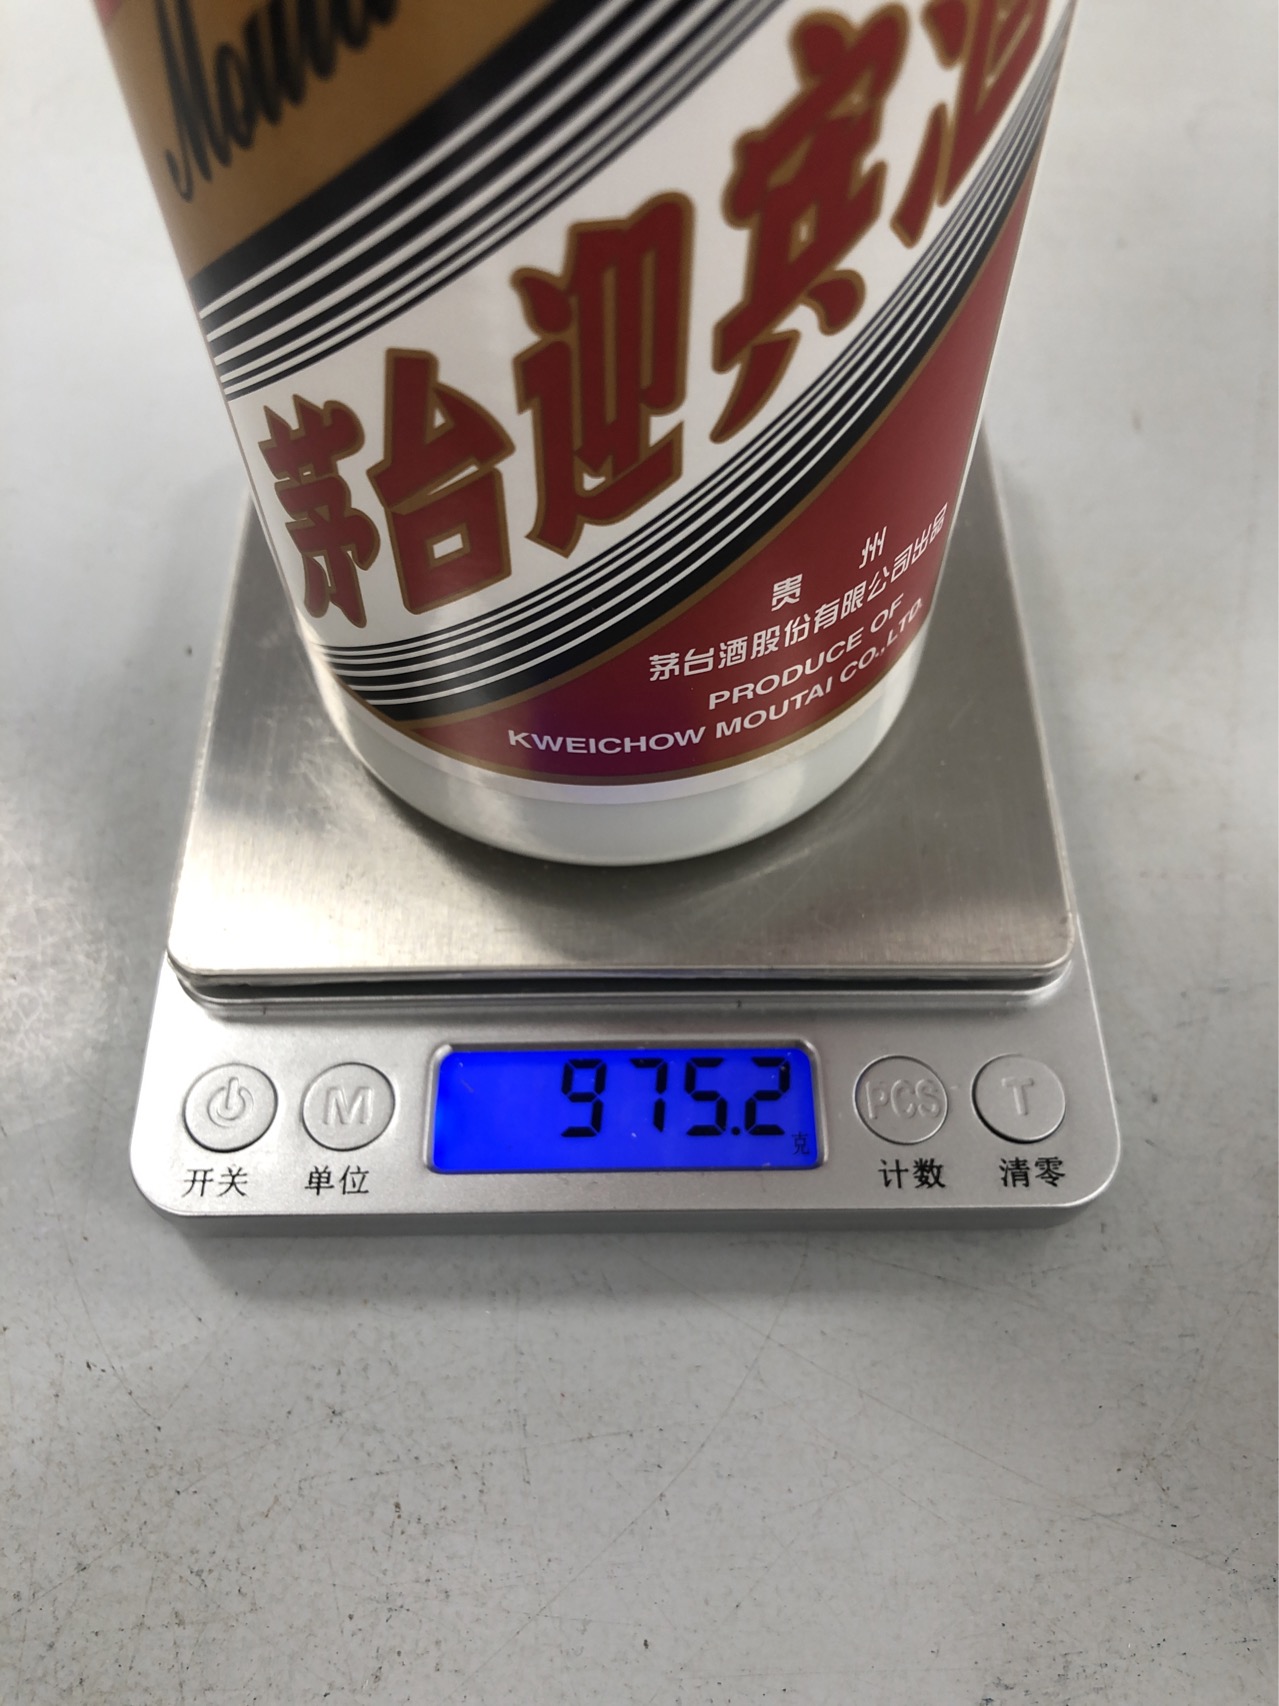 茅台迎宾酒
贵州
茅台酒股份有限公司出品
PRODUCE OF
KWEICHOW MOUTAI CO.,LTD.
975.2
克
M
PCS
T
开关
单位
计数
清零